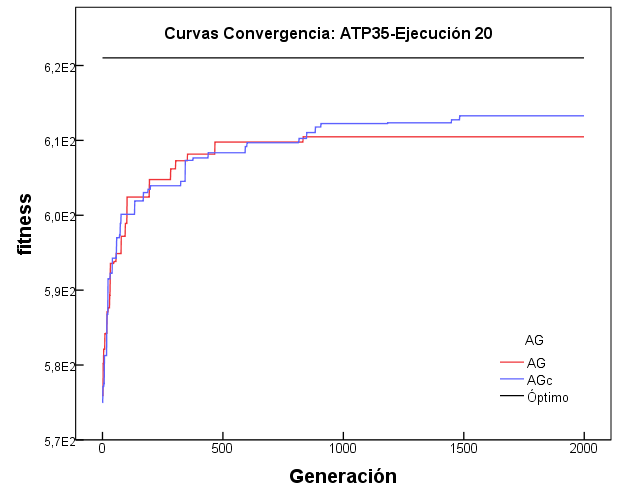 Curvas Convergencia: ATP35-Ejecución 20
6,2E2
6,1E2
6,0E2
5,9E2
5,8E2
5,7E2
fitness
0 500 1000 1500 2000
Generación
AG
AG
AGc
Óptimo